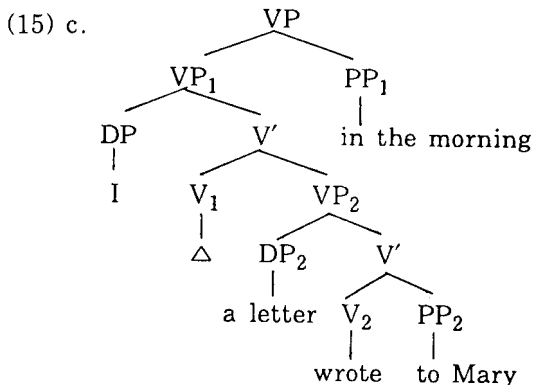 (15) c. VP
VP₁ PP₁
DP V′ in the morning
I V₁ VP₂
△ DP₂ V′
a letter V₂ PP₂
wrote to Mary